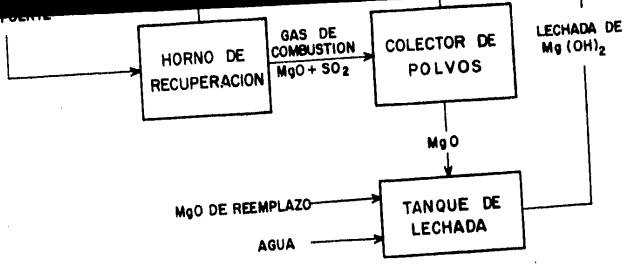 HORNO DE
RECUPERACION
GAS DE
COMBUSTION
MgO + SO₂
COLECTOR DE
POLVOS
LECHADA DE
Mg (OH)₂
MgO
MgO DE REEMPLAZO
AGUA
TANQUE DE
LECHADA